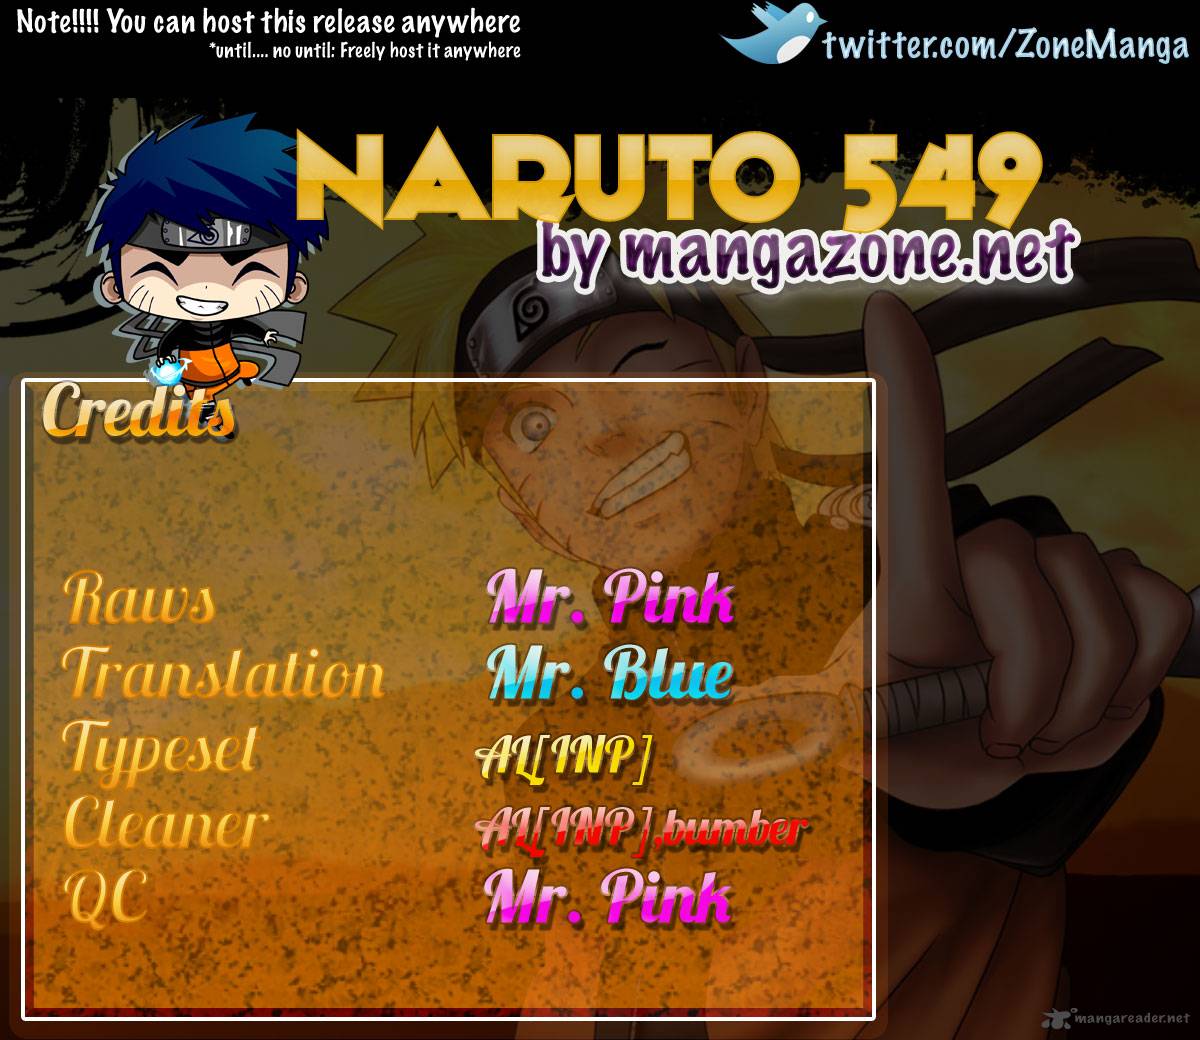 Note!!!! You can host this release anywhere
*until.... no until: Freely host it anywhere
twitter.com/ZoneManga
NARUTO 549
by mangazone.net
Credits
Raws Mr. Pink
Translation Mr. Blue
Typeset AL[INP]
Cleaner AL[INP],bumber
QC Mr. Pink
mangareader.net